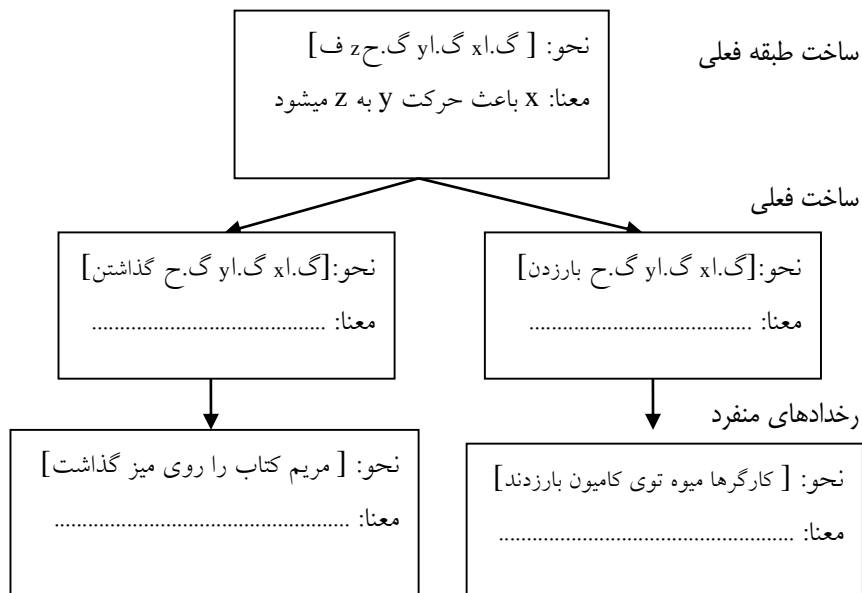 ساخت طبقه فعلی
نحو: [ گ.اx گ.اy گ.حz ف]
معنا: x باعث حرکت y به z میشود
ساخت فعلی
نحو:[گ.اx گ.اy گ.ح بارزدن]
معنا: ........................................
نحو:[گ.اx گ.اy گ.ح گذاشتن]
معنا: ..........................................
رخدادهای منفرد
نحو: [ کارگرها میوه توی کامیون بارزدند]
معنا: .....................................................
نحو: [ مریم کتاب را روی میز گذاشت]
معنا: .....................................................